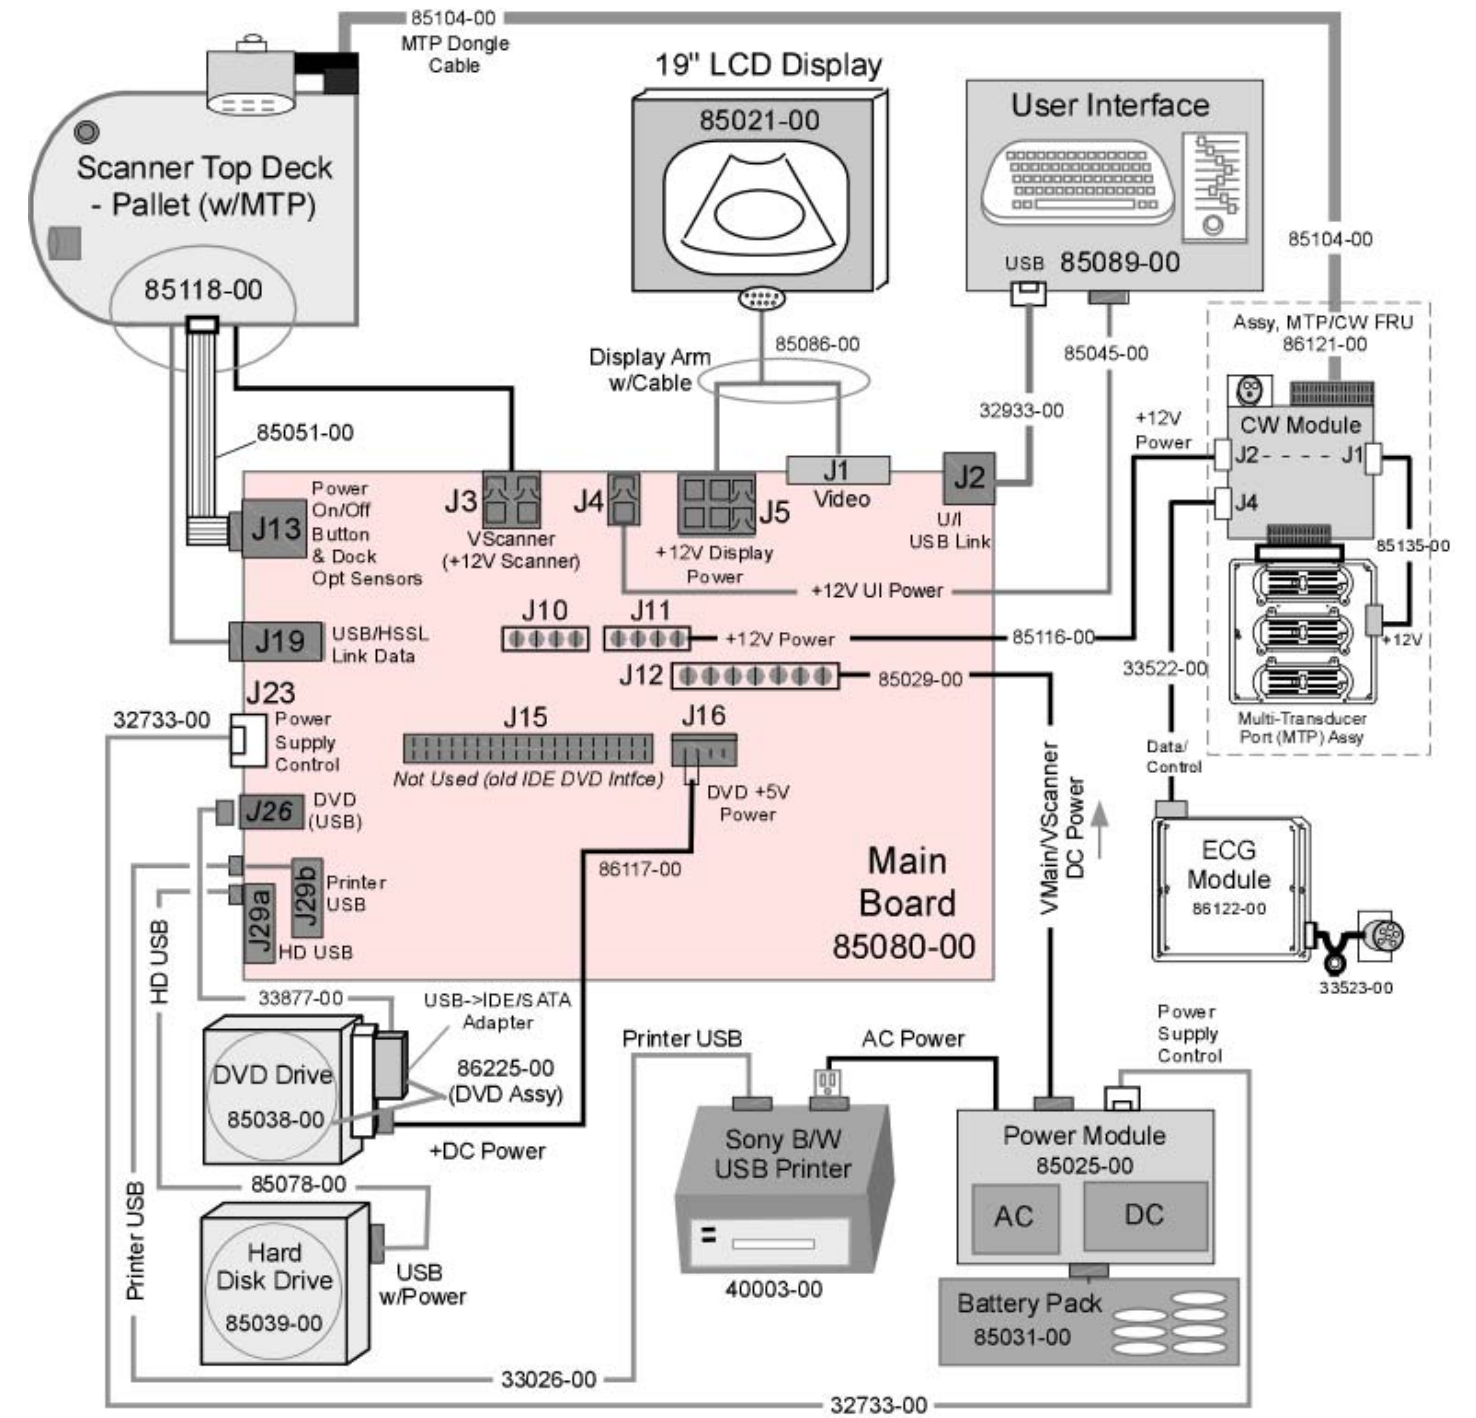 85104-00
MTP Dongle
Cable
19" LCD Display
85021-00
User Interface
USB 85089-00
Scanner Top Deck
- Pallet (w/MTP)
85118-00
85104-00
Assy, MTP/CW FRU
86121-00
85086-00
Display Arm
w/Cable
85045-00
32933-00
85051-00
+12V
Power
CW Module
J2 - - - - J1
J4
85135-00
+12V
Multi-Transducer
Port (MTP) Assy
J13
Power
On/Off
Button
& Dock
Opt Sensors
J3
VScanner
(+12V Scanner)
J4
J5
+12V Display
Power
J1
Video
J2
U/I
USB Link
+12V UI Power
J19
USB/HSSL
Link Data
J10
J11
+12V Power
85116-00
J12
85029-00
33522-00
J23
Power
Supply
Control
32733-00
J15
Not Used (old IDE DVD Intfce)
J16
DVD +5V
Power
Data/
Control
VMain/VScanner
DC Power
J26
DVD
(USB)
86117-00
Main
Board
85080-00
J29b
Printer
USB
J29a
HD USB
HD USB
ECG
Module
86122-00
33523-00
33877-00
USB->IDE/SATA
Adapter
86225-00
(DVD Assy)
DVD Drive
85038-00
+DC Power
Printer USB
AC Power
Power
Supply
Control
Sony B/W
USB Printer
40003-00
Power Module
85025-00
AC
DC
Battery Pack
85031-00
85078-00
Printer USB
Hard
Disk Drive
85039-00
USB
w/Power
33026-00
32733-00